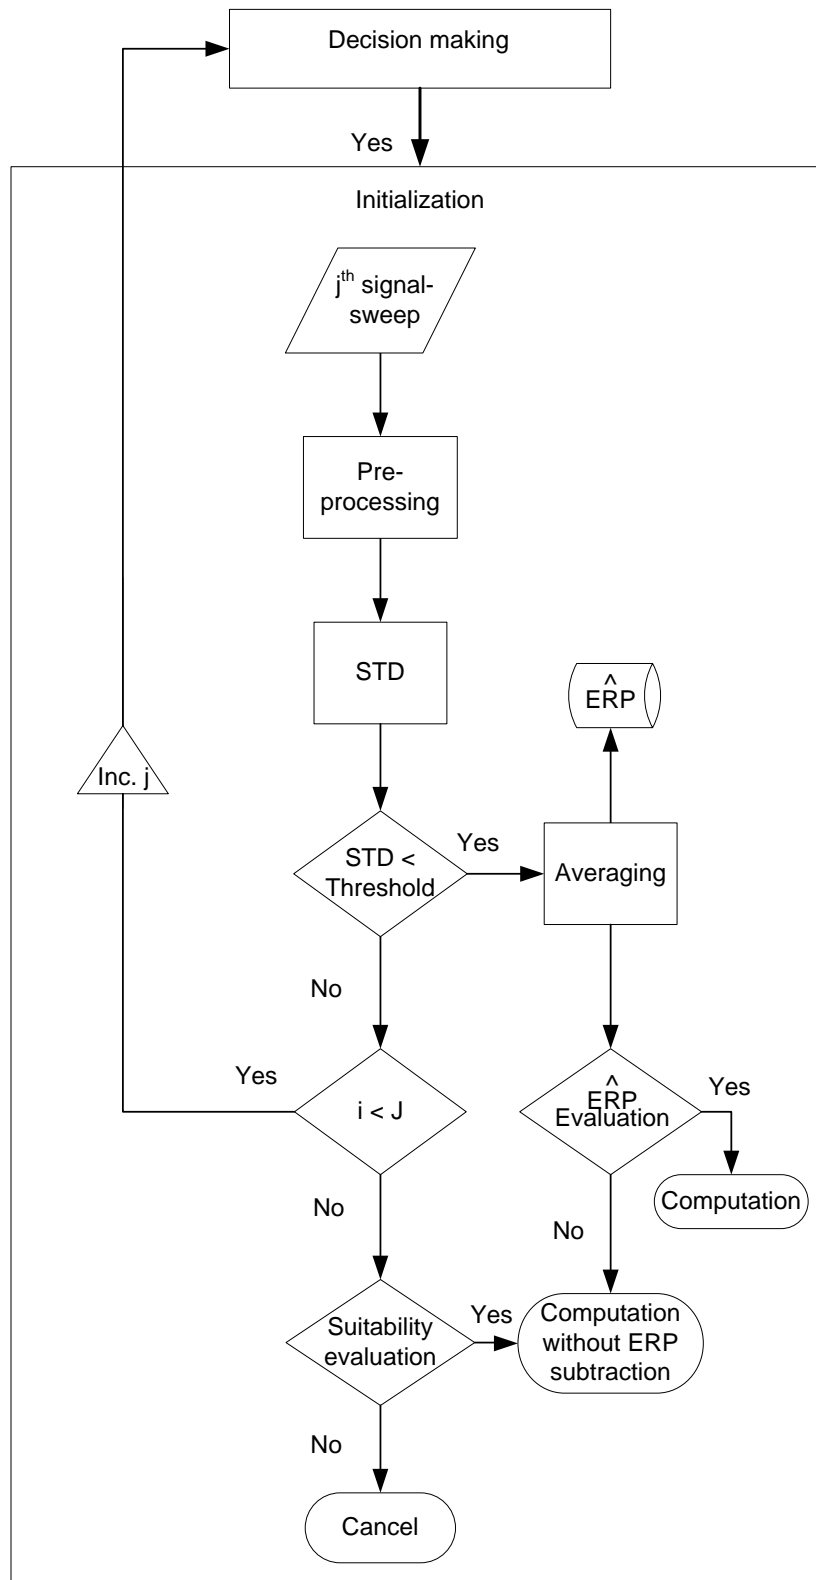 Decision making
Yes
Initialization
jth signal-
sweep
Pre-
processing
STD
^
ERP
Inc. j
STD <
Threshold
Yes
Averaging
No
Yes
i < J
^
ERP
Evaluation
Yes
Computation
No
No
Suitability
evaluation
Yes
Computation
without ERP
subtraction
No
Cancel